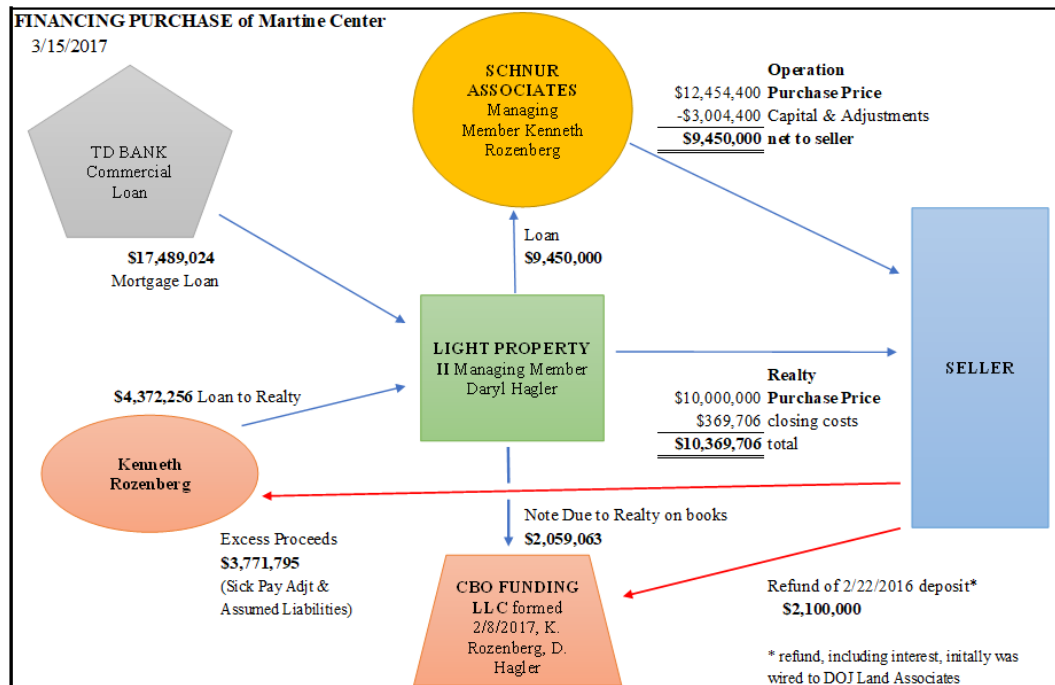 FINANCING PURCHASE of Martine Center
3/15/2017
TD BANK
Commercial
Loan
$17,489,024
Mortgage Loan
SCHNUR
ASSOCIATES
Managing
Member Kenneth
Rozenberg
Operation
$12,454,400 Purchase Price
-$3,004,400 Capital & Adjustments
$9,450,000 net to seller
Loan
$9,450,000
LIGHT PROPERTY
II Managing Member
Daryl Hagler
SELLER
$4,372,256 Loan to Realty
Kenneth
Rozenberg
Realty
$10,000,000 Purchase Price
$369,706 closing costs
$10,369,706 total
Excess Proceeds
$3,771,795
(Sick Pay Adjt &
Assumed Liabilities)
Note Due to Realty on books
$2,059,063
CBO FUNDING
LLC formed
2/8/2017, K.
Rozenberg, D.
Hagler
Refund of 2/22/2016 deposit*
$2,100,000
* refund, including interest, initally was
wired to DOJ Land Associates